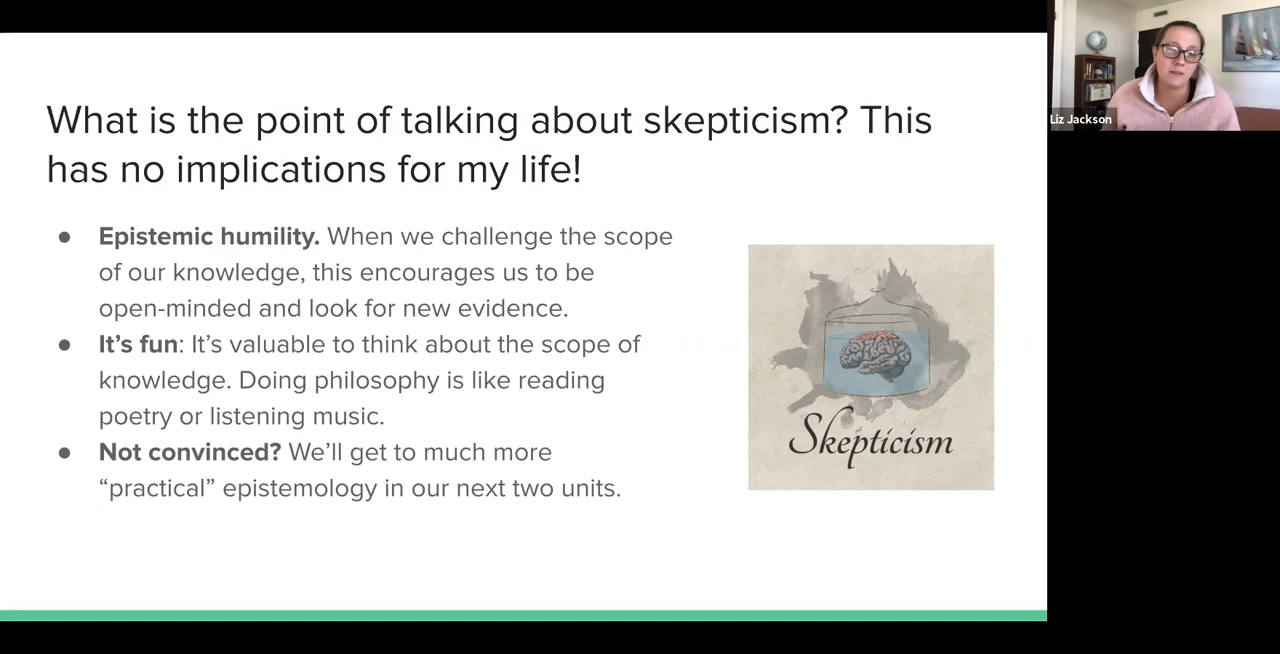 What is the point of talking about skepticism? This
has no implications for my life!
● Epistemic humility. When we challenge the scope
of our knowledge, this encourages us to be
open-minded and look for new evidence.
● It’s fun: It’s valuable to think about the scope of
knowledge. Doing philosophy is like reading
poetry or listening music.
● Not convinced? We’ll get to much more
“practical” epistemology in our next two units.
Skepticism
Liz Jackson